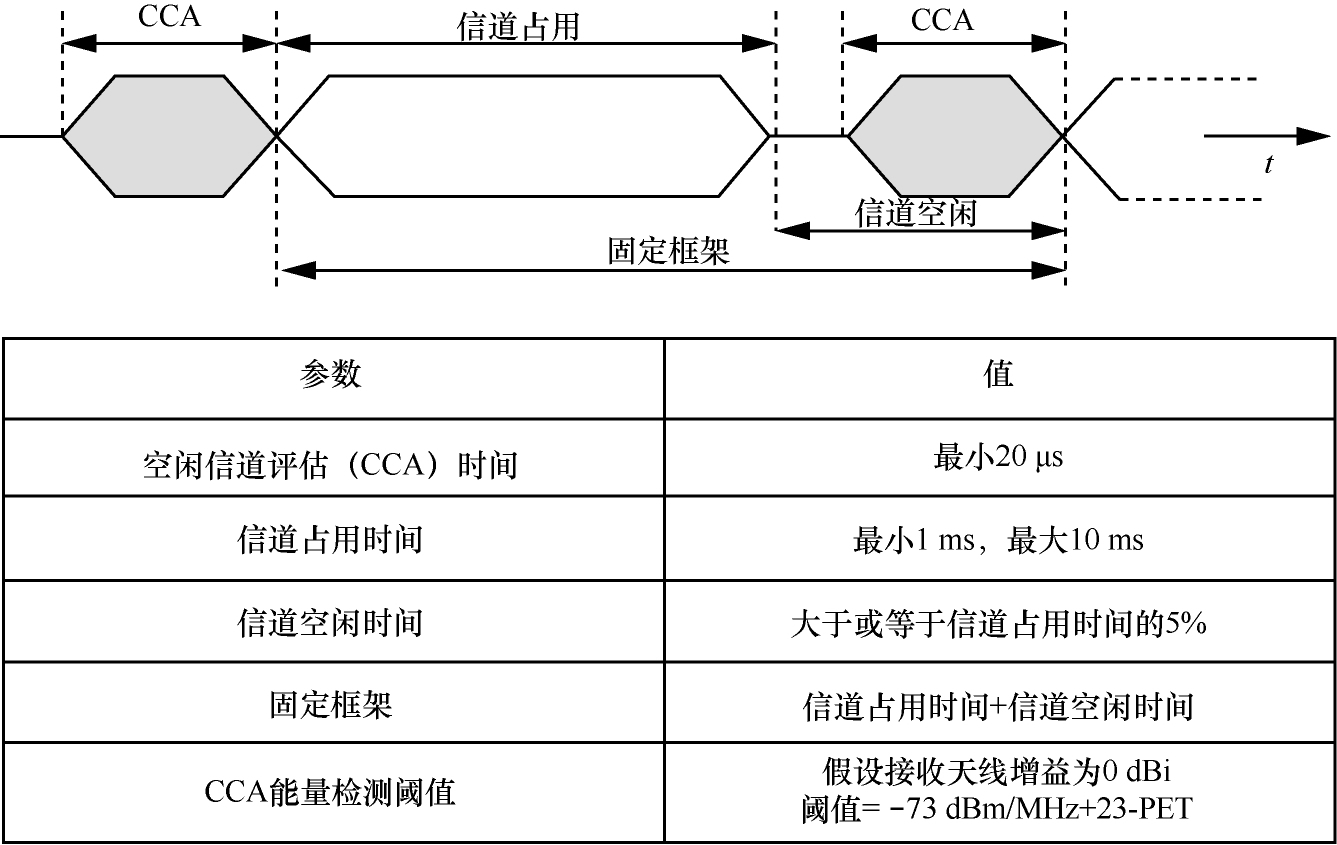 CCA
信道占用
CCA
t
信道空闲
固定框架
参数
值
空闲信道评估（CCA）时间
最小20 μs
信道占用时间
最小1 ms，最大10 ms
信道空闲时间
大于或等于信道占用时间的5%
固定框架
信道占用时间+信道空闲时间
CCA能量检测阈值
假设接收天线增益为0 dBi
阈值= −73 dBm/MHz+23-PET